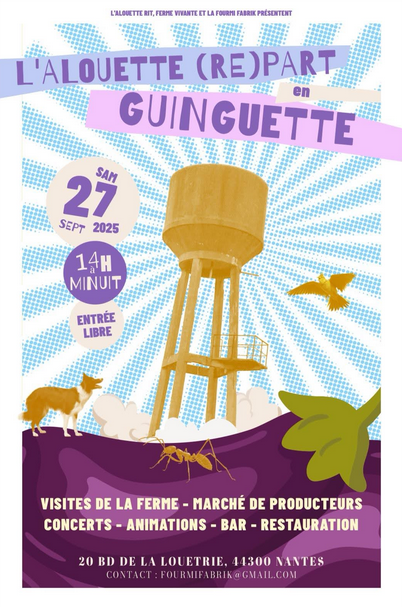 L'ALOUETTE RIT, FERME VIVANTE ET LA FOURMI FABRIK PRÉSENTENT
L'ALOUETTE (RE)PART
en
GUINGUETTE
SAM
27
SEPT 2025
14H
à
MINUIT
ENTRÉE
LIBRE
VISITES DE LA FERME - MARCHÉ DE PRODUCTEURS
CONCERTS - ANIMATIONS - BAR - RESTAURATION
20 BD DE LA LOUETRIE, 44300 NANTES
CONTACT : FOURMIFABRIK@GMAIL.COM